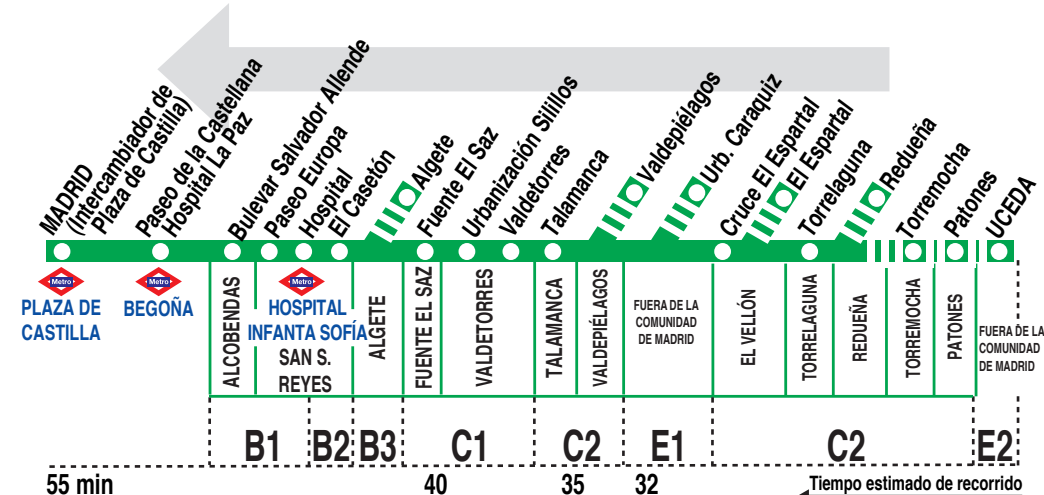 MADRID
(Intercambiador de
Plaza de Castilla)
Paseo de la Castellana
Hospital La Paz
Bulevar Salvador Allende
Paseo Europa
Hospital
El Casetón
Algete
Fuente El Saz
Urbanización Silillos
Valdetorres
Talamanca
Valdepiélagos
Urb. Caraquiz
Cruce El Espartal
El Espartal
Torrelaguna
Redueña
Torremocha
Patones
UCEDA
Metro
PLAZA DE
CASTILLA
Metro
BEGOÑA
Metro
HOSPITAL
INFANTA SOFÍA
ALCOBENDAS
SAN S.
REYES
ALGETE
FUENTE EL SAZ
VALDETORRES
TALAMANCA
VALDEPIÉLAGOS
FUERA DE LA
COMUNIDAD
DE MADRID
EL VELLÓN
TORRELAGUNA
REDUEÑA
TORREMOCHA
PATONES
FUERA DE LA
COMUNIDAD
DE MADRID
B1 B2 B3 C1 C2 E1 C2 E2
55 min 40 35 32 Tiempo estimado de recorrido